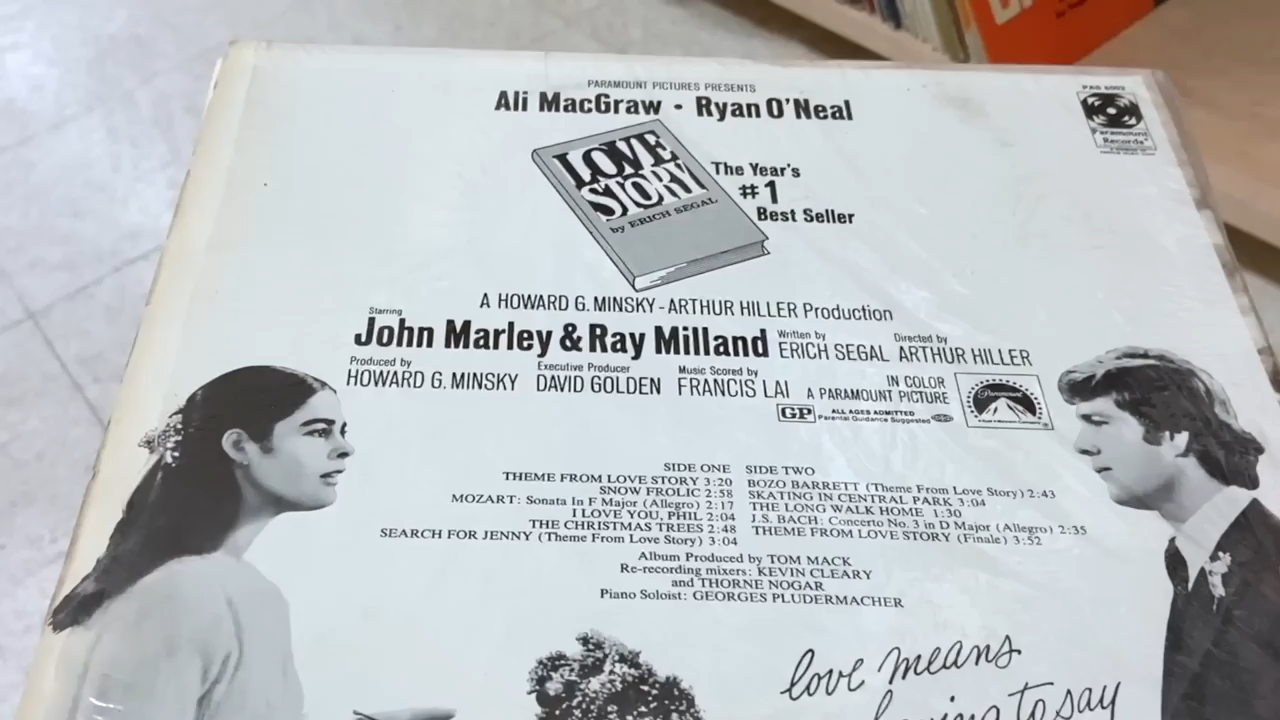 PARAMOUNT PICTURES PRESENTS
Ali MacGraw • Ryan O'Neal
LOVE
STORY
by ERICH SEGAL
The Year's
#1
Best Seller
Paramount
Records
A HOWARD G. MINSKY - ARTHUR HILLER Production
Starring
John Marley & Ray Milland
Written by
ERICH SEGAL
Directed by
ARTHUR HILLER
Produced by
HOWARD G. MINSKY
Executive Producer
DAVID GOLDEN
Music Scored by
FRANCIS LAI
IN COLOR
A PARAMOUNT PICTURE
Paramount
GP
ALL AGES ADMITTED
Parental Guidance Suggested
SIDE ONE
THEME FROM LOVE STORY 3:20
SNOW FROLIC 2:58
MOZART: Sonata In F Major (Allegro) 2:17
I LOVE YOU, PHIL 2:04
THE CHRISTMAS TREES 2:48
SEARCH FOR JENNY (Theme From Love Story) 3:04
SIDE TWO
BOZO BARRETT (Theme From Love Story) 2:43
SKATING IN CENTRAL PARK 3:04
THE LONG WALK HOME 1:30
J.S. BACH: Concerto No. 3 in D Major (Allegro) 2:35
THEME FROM LOVE STORY (Finale) 3:52
Album Produced by TOM MACK
Re-recording mixers: KEVIN CLEARY
and THORNE NOGAR
Piano Soloist: GEORGES PLUDERMACHER
love means
to say